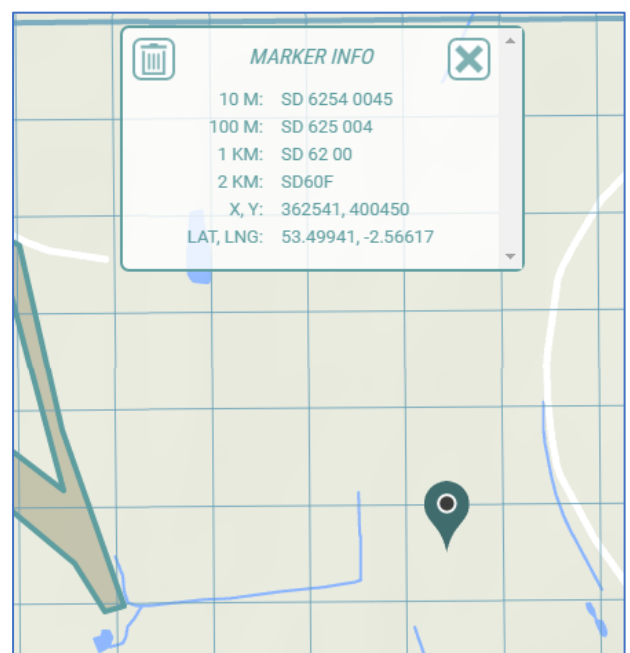 MARKER INFO
10 M: SD 6254 0045
100 M: SD 625 004
1 KM: SD 62 00
2 KM: SD60F
X, Y: 362541, 400450
LAT, LNG: 53.49941, -2.56617